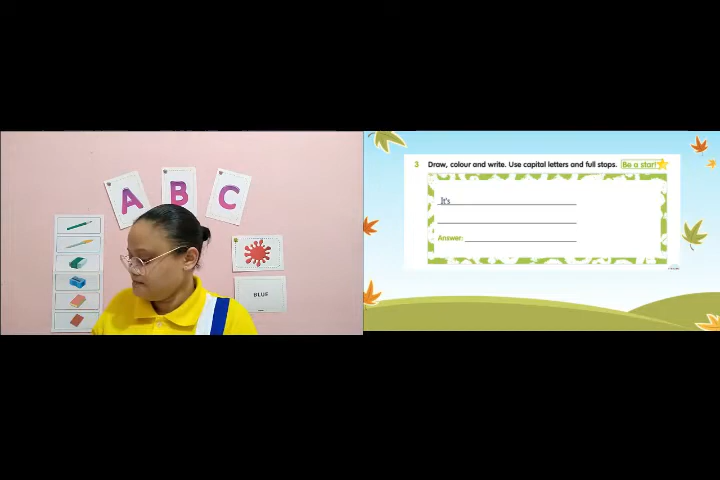 A B C
BLUE
3 Draw, colour and write. Use capital letters and full stops. Be a star!
It's
Answer: